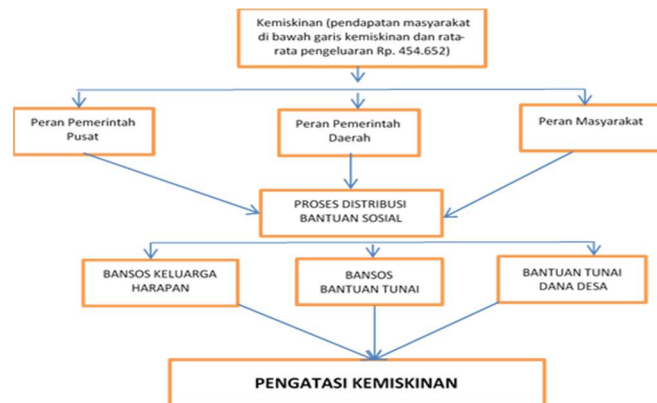 Kemiskinan (pendapatan masyarakat
di bawah garis kemiskinan dan rata-
rata pengeluaran Rp. 454.652)
Peran Pemerintah
Pusat
Peran Pemerintah
Daerah
Peran Masyarakat
PROSES DISTRIBUSI
BANTUAN SOSIAL
BANSOS KELUARGA
HARAPAN
BANSOS
BANTUAN TUNAI
BANTUAN TUNAI
DANA DESA
PENGATASI KEMISKINAN